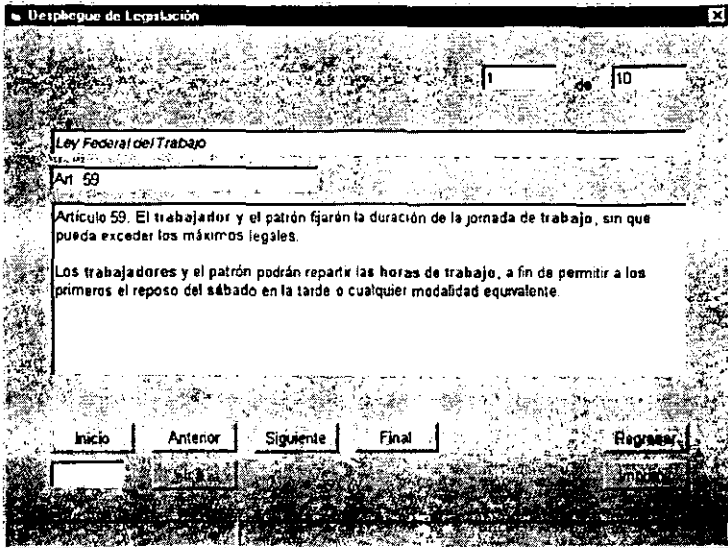 Despliegue de Legislación
1 de 10
Ley Federal del Trabajo
Art 59
Artículo 59. El trabajador y el patrón fijarán la duración de la jornada de trabajo, sin que
pueda exceder los máximos legales.
Los trabajadores y el patrón podrán repartir las horas de trabajo, a fin de permitir a los
primeros el reposo del sábado en la tarde o cualquier modalidad equivalente.
Inicio Anterior Siguiente Final Regresar